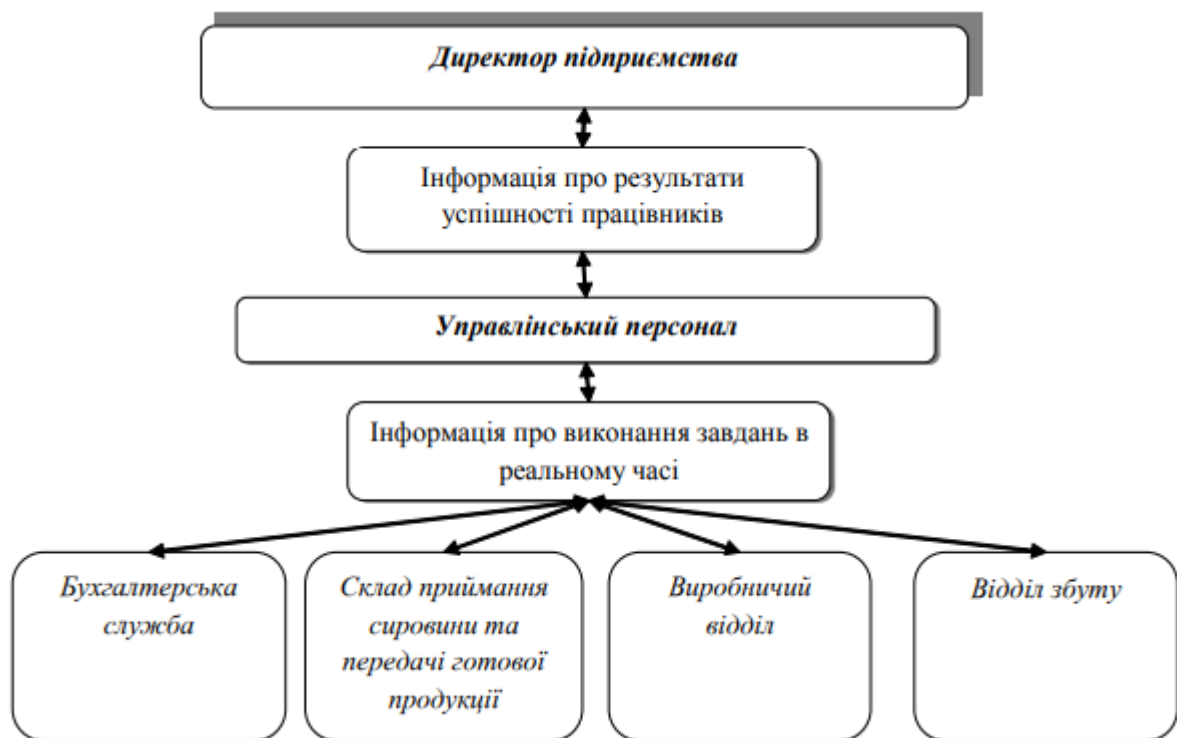 Директор підприємства
Інформація про результати
успішності працівників
Управлінський персонал
Інформація про виконання завдань в
реальному часі
Бухгалтерська
служба
Склад приймання
сировини та
передачі готової
продукції
Виробничий
відділ
Відділ збуту